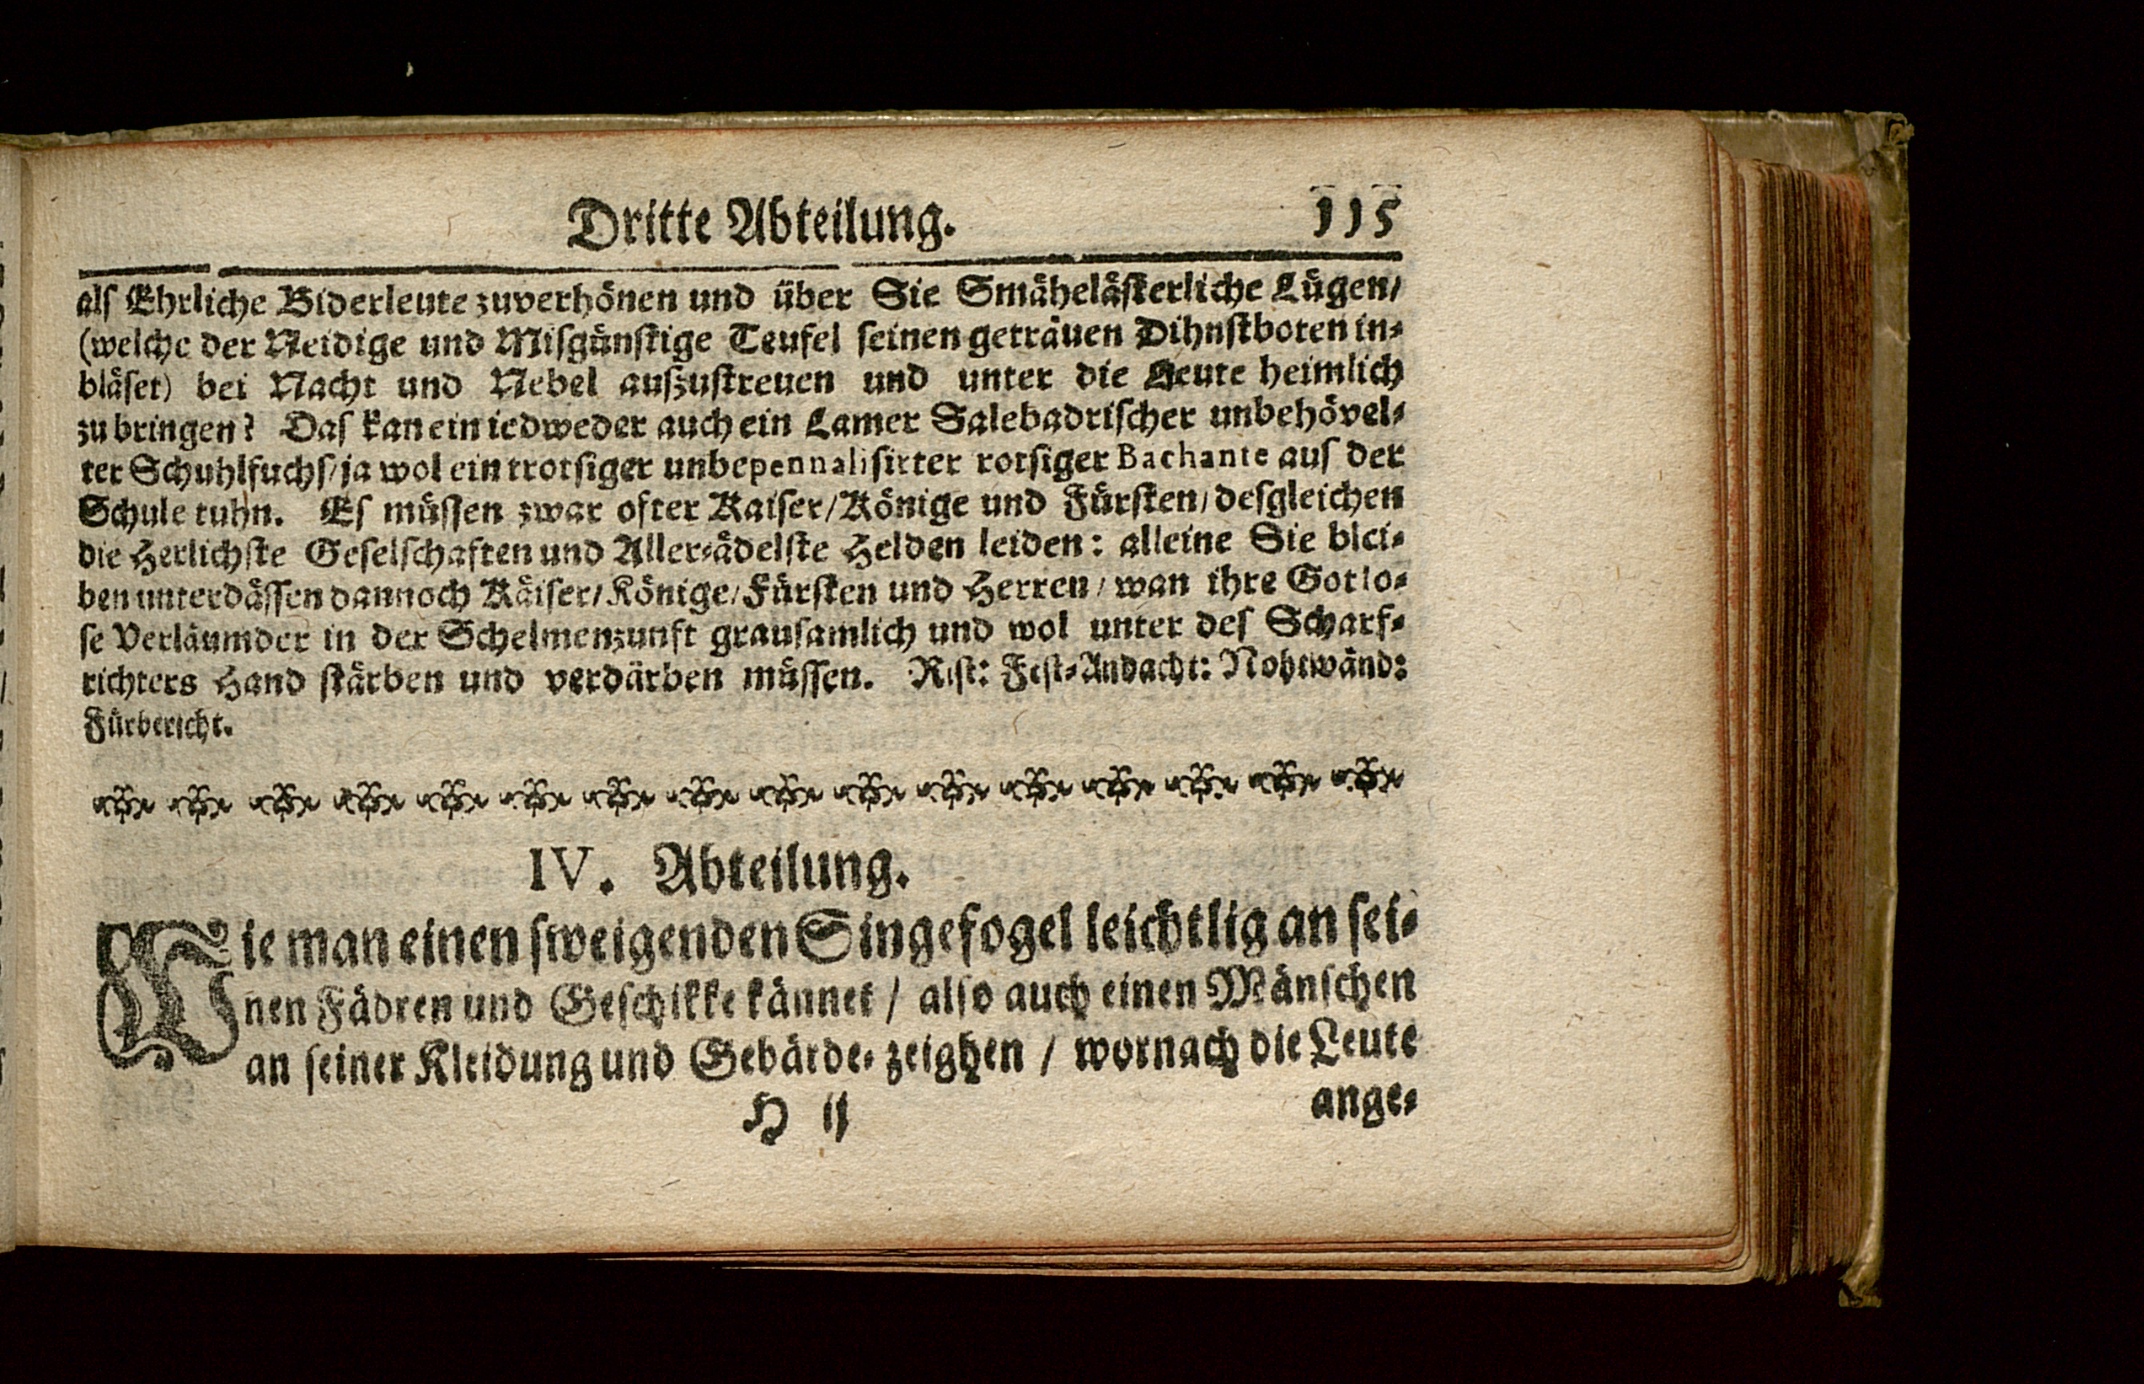 Dritte Abteilung. 115
als Ehrliche Biderleute zuverhönen und über Sie Smähelästerliche Lügen/
(welche der Neidige und Misgünstige Teufel seinen geträuen Dihnstboten in-
bläset) bei Nacht und Nebel auszustreuen und unter die Leute heimlich
zu bringen? Das kan ein iedweder auch ein Lamer Salebadrischer unbehövel-
ter Schuhlfuchs/ ja wol ein trotsiger unbepennalisirter rotsiger Bachante aus der
Schule tuhn. Es müssen zwar ofter Kaiser/ Könige und Fürsten/ desgleichen
die Herlichste Geselschaften und Aller-ädelste Helden leiden: alleine Sie blei-
ben unterdässen dannoch Käiser/ Könige/ Fürsten und Herren/ wan ihre Gotlo-
se Verläumder in der Schelmenzunft grausamlich und wol unter des Scharf-
richters Hand stärben und verdärben müssen. Rist: Fest-Andacht: Nohtwänd:
Fürbericht.
IV. Abteilung.
Wie man einen sweigenden Singefogel leichtlig an sei-
nen Fädren und Geschikke kännet / also auch einen Mänschen
an seiner Kleidung und Gebärde-zeighen / wornach die Leute
H ij ange-